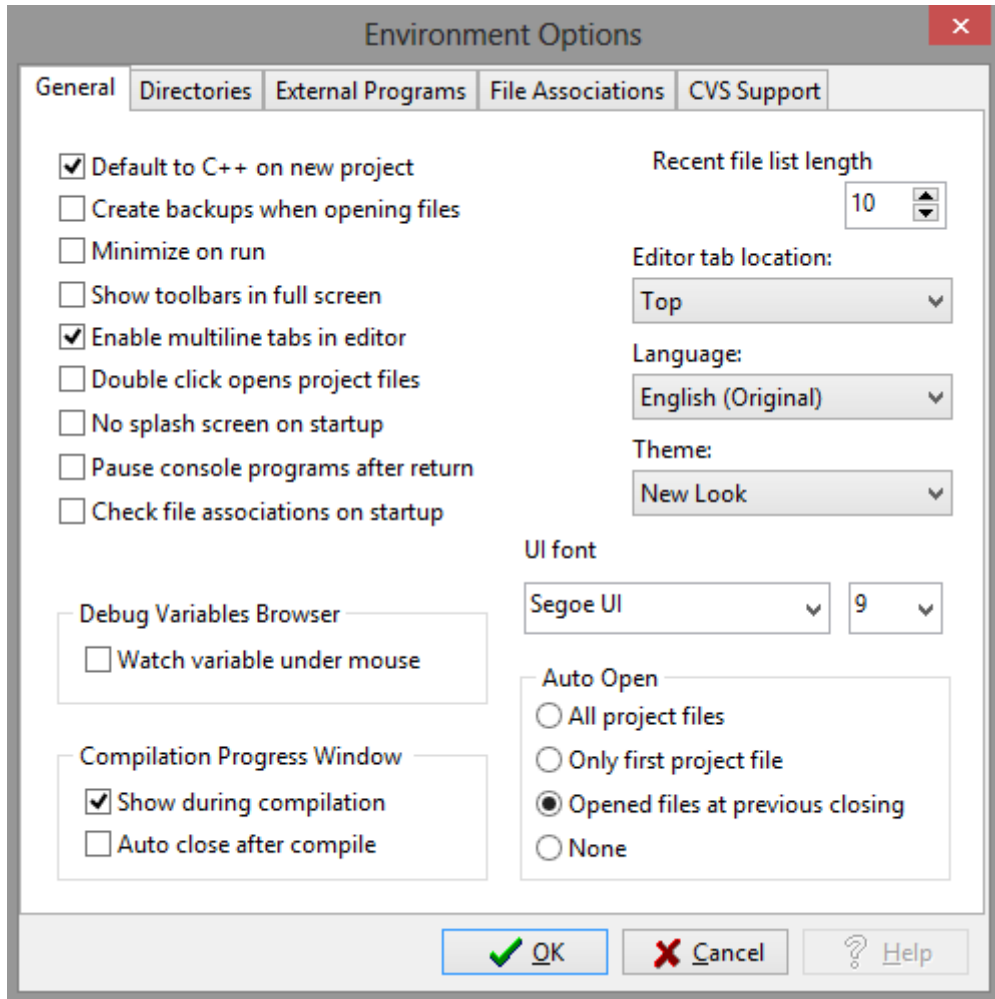 Environment Options
General
Directories
External Programs
File Associations
CVS Support
Default to C++ on new project
Create backups when opening files
Minimize on run
Show toolbars in full screen
Enable multiline tabs in editor
Double click opens project files
No splash screen on startup
Pause console programs after return
Check file associations on startup
Recent file list length
10
Editor tab location:
Top
Language:
English (Original)
Theme:
New Look
UI font
Segoe UI
9
Debug Variables Browser
Watch variable under mouse
Compilation Progress Window
Show during compilation
Auto close after compile
Auto Open
All project files
Only first project file
Opened files at previous closing
None
OK
Cancel
Help